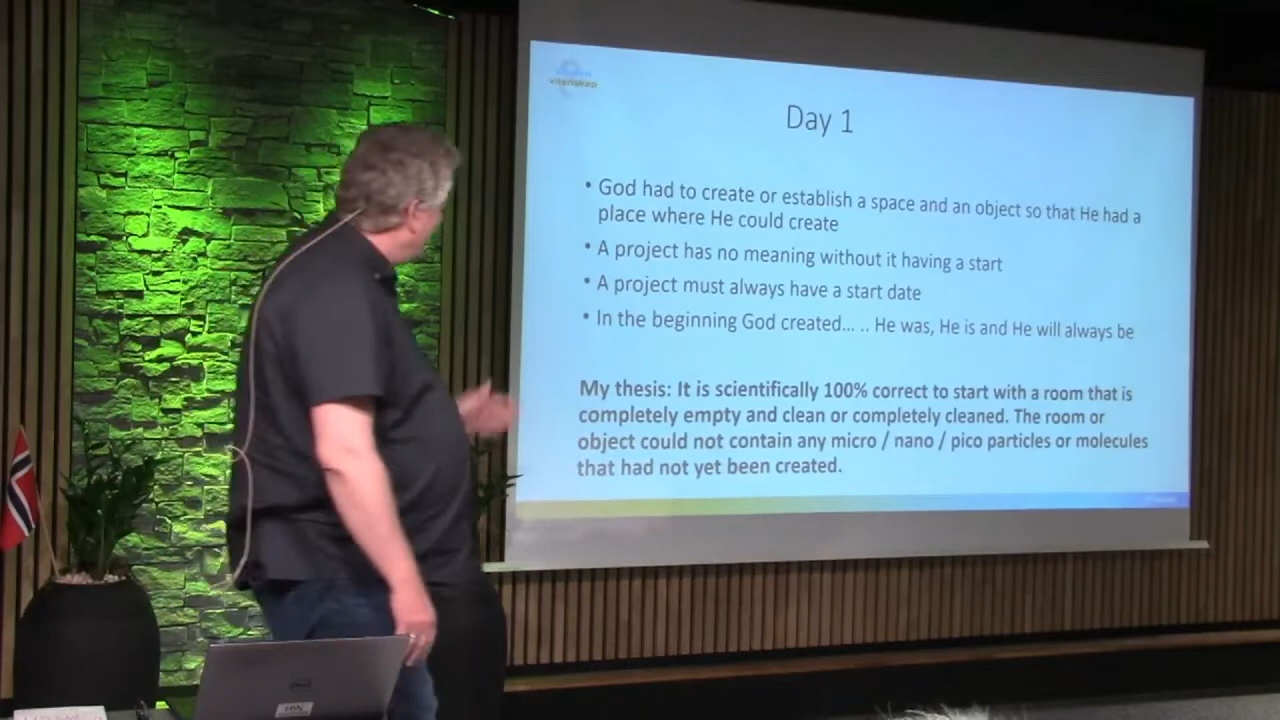 vitenskap
Day 1
• God had to create or establish a space and an object so that He had a
place where He could create
• A project has no meaning without it having a start
• A project must always have a start date
• In the beginning God created... .. He was, He is and He will always be
My thesis: It is scientifically 100% correct to start with a room that is
completely empty and clean or completely cleaned. The room or
object could not contain any micro / nano / pico particles or molecules
that had not yet been created.